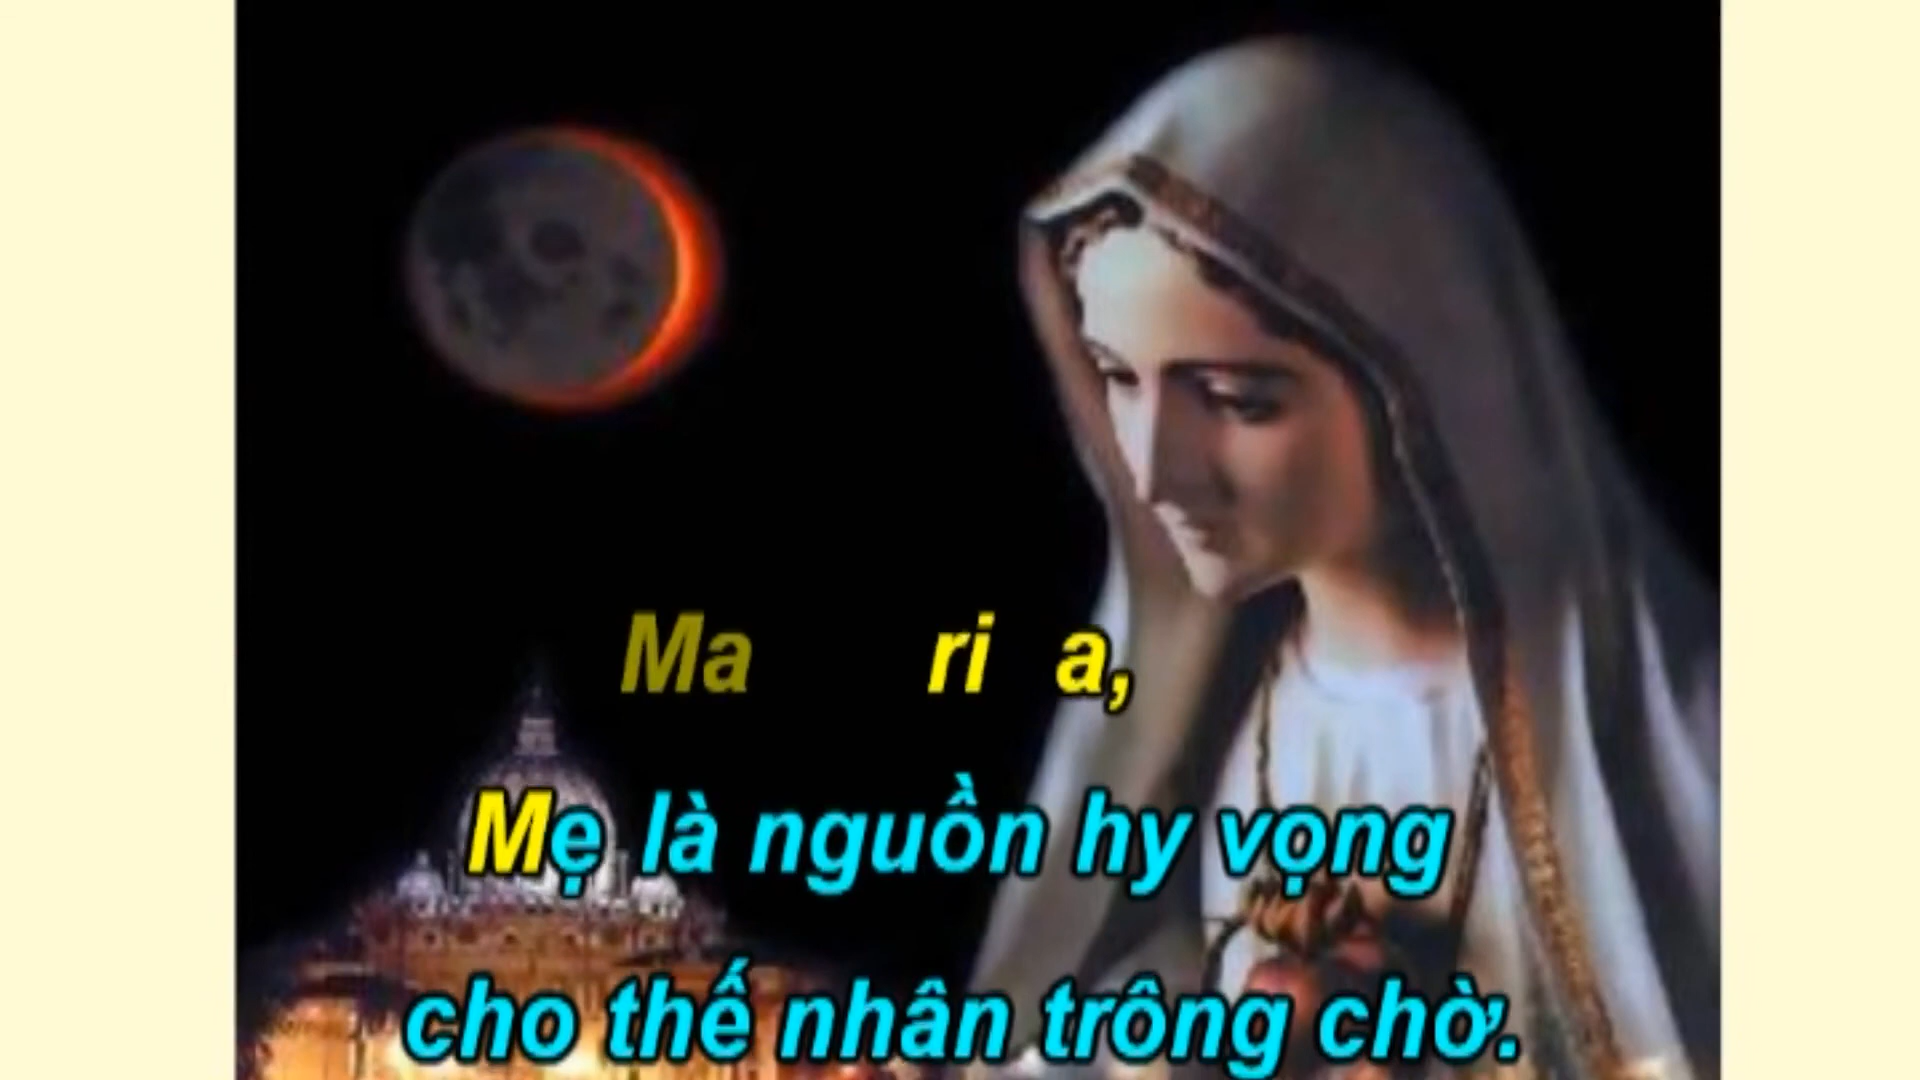 Ma ri a,
Mẹ là nguồn hy vọng
cho thế nhân trông chờ.